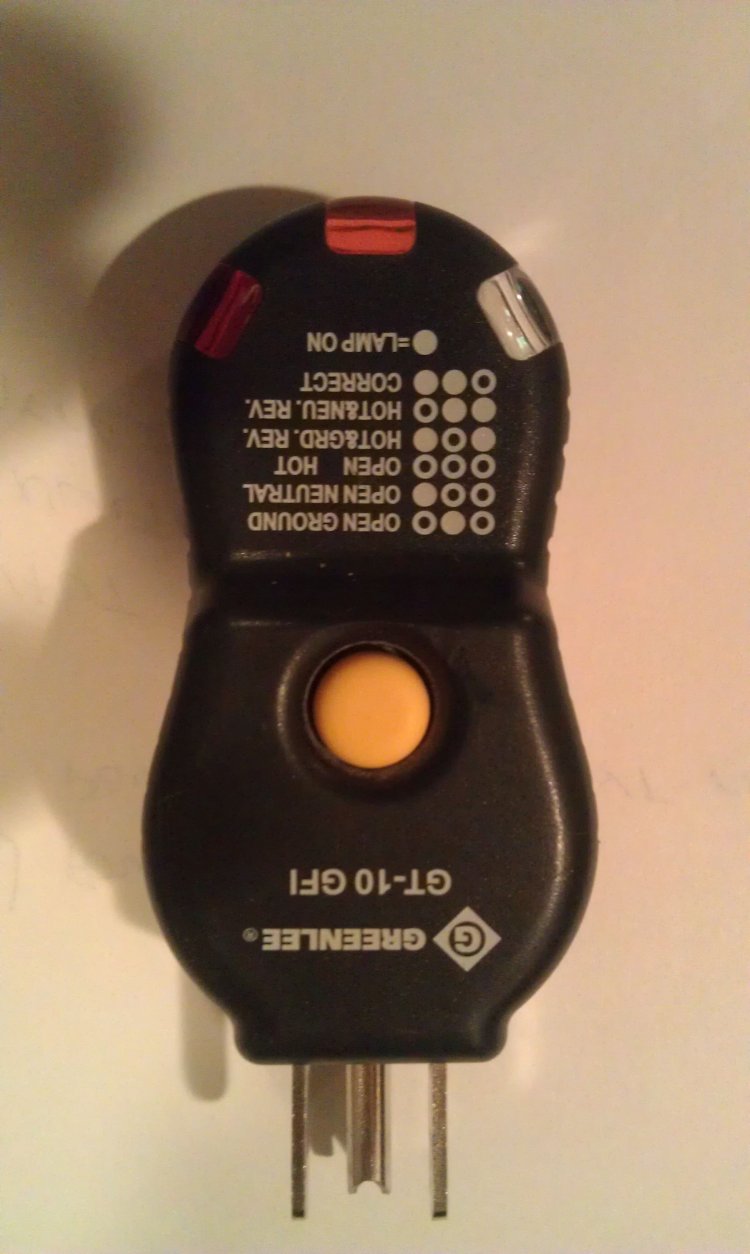 GREENLEE®
GT-10 GFI
OPEN GROUND
OPEN NEUTRAL
OPEN HOT
HOT&GRD. REV.
HOT&NEU. REV.
CORRECT
=LAMP ON